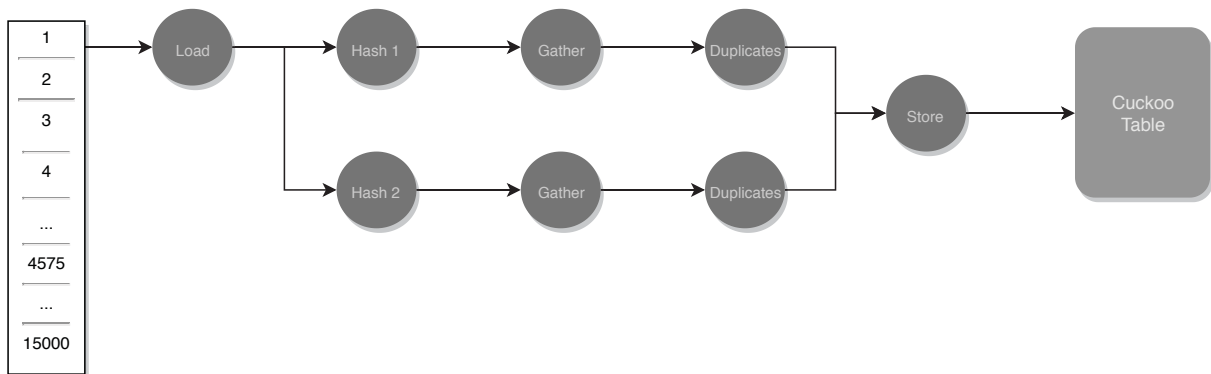 1
2
3
4
...
4575
...
15000
Load
Hash 1
Gather
Duplicates
Hash 2
Gather
Duplicates
Store
Cuckoo
Table